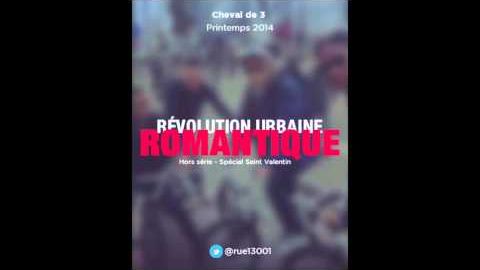 Cheval de 3
Printemps 2014
RÉVOLUTION URBAINE
ROMANTIQUE
Hors série - Spécial Saint Valentin
@rue13001